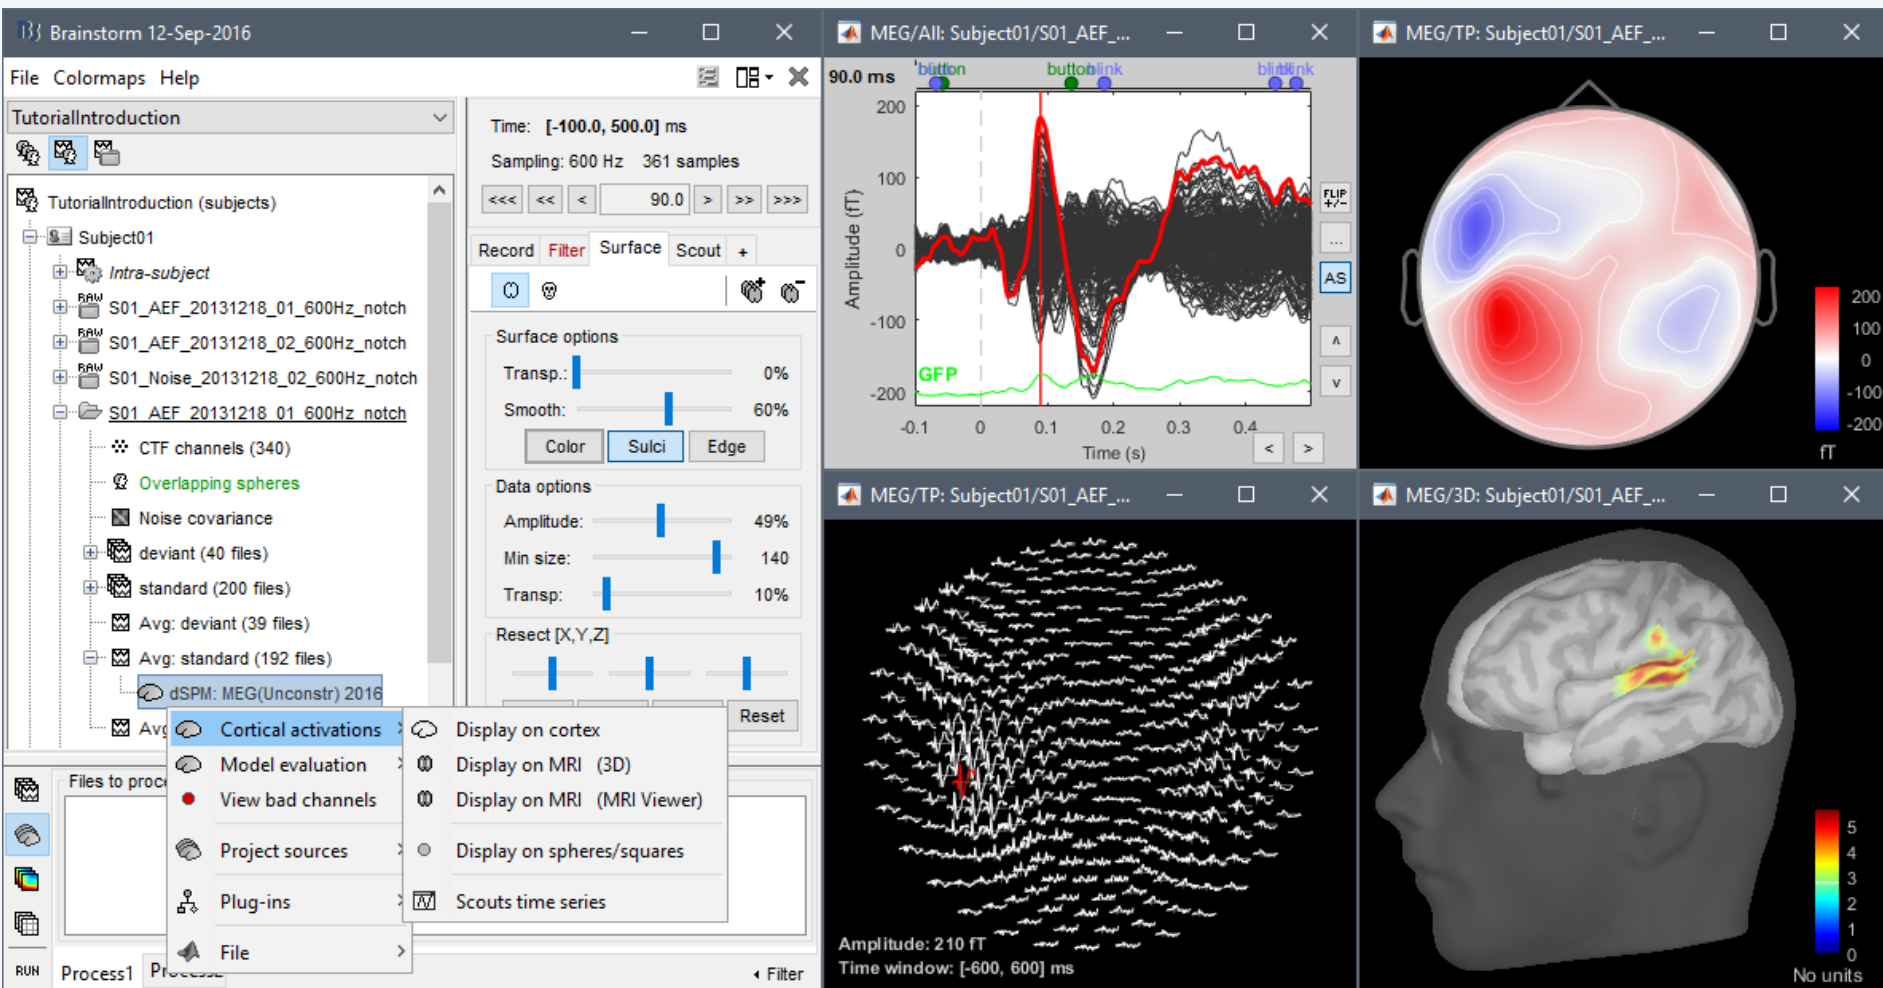 Brainstorm 12-Sep-2016
File Colormaps Help
TutorialIntroduction
TutorialIntroduction (subjects)
Subject01
Intra-subject
RAW
S01_AEF_20131218_01_600Hz_notch
RAW
S01_AEF_20131218_02_600Hz_notch
RAW
S01_Noise_20131218_02_600Hz_notch
S01_AEF_20131218_01_600Hz_notch
CTF channels (340)
Overlapping spheres
Noise covariance
deviant (40 files)
standard (200 files)
Avg: deviant (39 files)
Avg: standard (192 files)
dSPM: MEG(Unconstr) 2016
Avg
Time: [-100.0, 500.0] ms
Sampling: 600 Hz 361 samples
<<< << < 90.0 > >> >>>
Record Filter Surface Scout +
Surface options
Transp.: 0%
Smooth: 60%
Color Sulci Edge
Data options
Amplitude: 49%
Min size: 140
Transp: 10%
Resect [X,Y,Z]
Reset
Cortical activations >
Model evaluation >
View bad channels
Project sources >
Plug-ins >
File >
Display on cortex
Display on MRI (3D)
Display on MRI (MRI Viewer)
Display on spheres/squares
Scouts time series
Files to proce
RUN
Process1
Filter
MEG/All: Subject01/S01_AEF_...
90.0 ms
button
button
blink
blink
200
100
0
-100
-200
Amplitude (fT)
GFP
-0.1 0 0.1 0.2 0.3 0.4
Time (s)
< >
FLIP
+/-
...
AS
MEG/TP: Subject01/S01_AEF_...
200
100
0
-100
-200
fT
MEG/TP: Subject01/S01_AEF_...
Amplitude: 210 fT
Time window: [-600, 600] ms
MEG/3D: Subject01/S01_AEF_...
5
4
3
2
1
0
No units